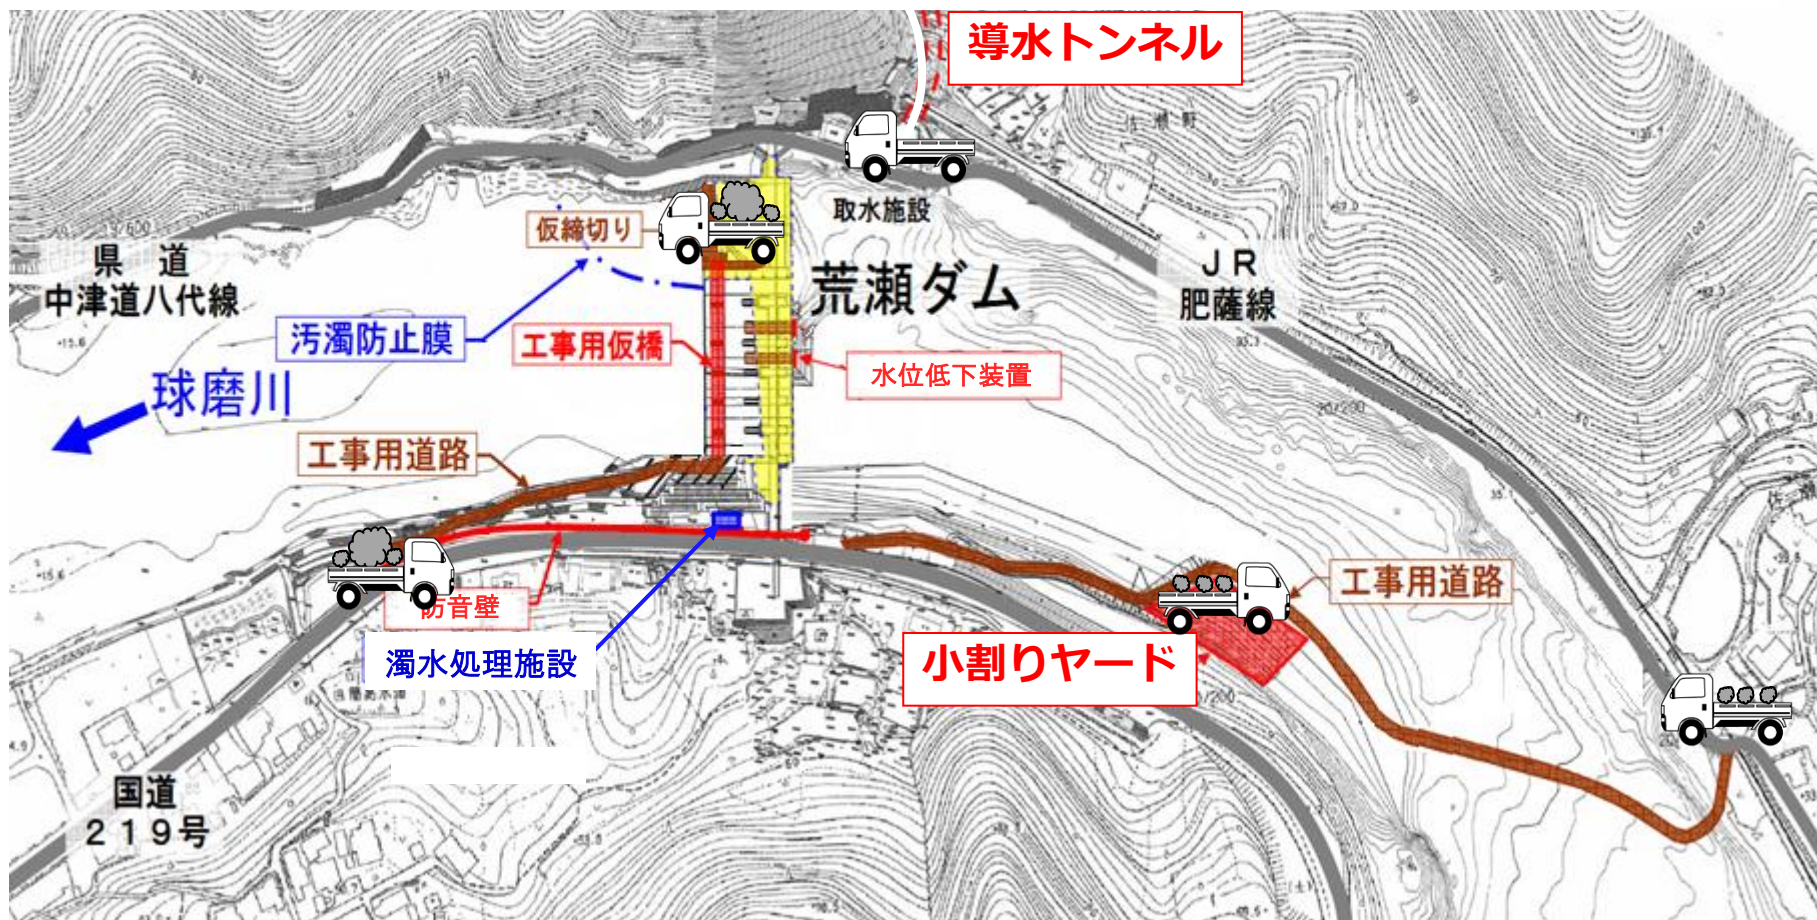 導水トンネル
佐瀬野
取水施設
仮締切り
県　道
中津道八代線
荒瀬ダム
ＪＲ
肥薩線
汚濁防止膜
工事用仮橋
水位低下装置
球磨川
工事用道路
工事用道路
防音壁
濁水処理施設
小割りヤード
国道
２１９号